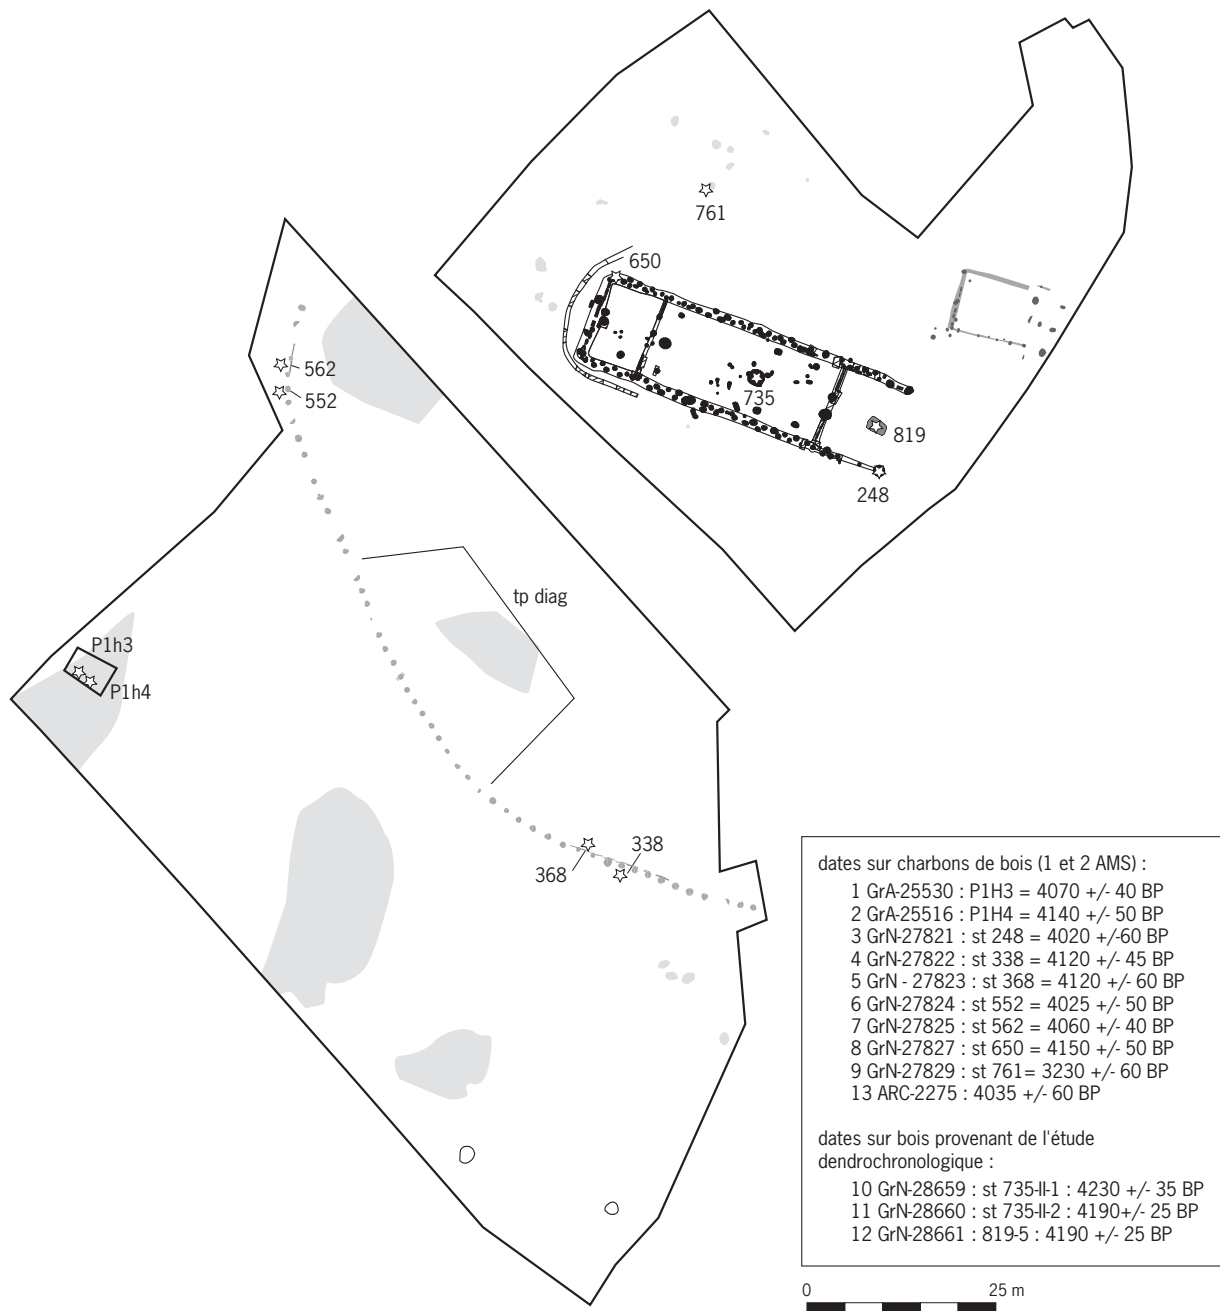 761
650
562
552
735
819
248
tp diag
P1h3
P1h4
338
368
dates sur charbons de bois (1 et 2 AMS) :
1 GrA-25530 : P1H3 = 4070 +/- 40 BP
2 GrA-25516 : P1H4 = 4140 +/- 50 BP
3 GrN-27821 : st 248 = 4020 +/-60 BP
4 GrN-27822 : st 338 = 4120 +/- 45 BP
5 GrN - 27823 : st 368 = 4120 +/- 60 BP
6 GrN-27824 : st 552 = 4025 +/- 50 BP
7 GrN-27825 : st 562 = 4060 +/- 40 BP
8 GrN-27827 : st 650 = 4150 +/- 50 BP
9 GrN-27829 : st 761= 3230 +/- 60 BP
13 ARC-2275 : 4035 +/- 60 BP
dates sur bois provenant de l'étude
dendrochronologique :
10 GrN-28659 : st 735-II-1 : 4230 +/- 35 BP
11 GrN-28660 : st 735-II-2 : 4190+/- 25 BP
12 GrN-28661 : 819-5 : 4190 +/- 25 BP
0 25 m